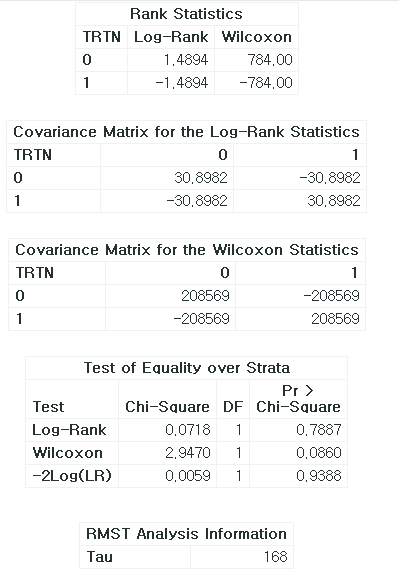 Rank Statistics
TRTN Log-Rank Wilcoxon
0 1.4894 784.00
1 -1.4894 -784.00
Covariance Matrix for the Log-Rank Statistics
TRTN 0 1
0 30.8982 -30.8982
1 -30.8982 30.8982
Covariance Matrix for the Wilcoxon Statistics
TRTN 0 1
0 208569 -208569
1 -208569 208569
Test of Equality over Strata
Pr >
Test Chi-Square DF Chi-Square
Log-Rank 0.0718 1 0.7887
Wilcoxon 2.9470 1 0.0860
-2Log(LR) 0.0059 1 0.9388
RMST Analysis Information
Tau 168